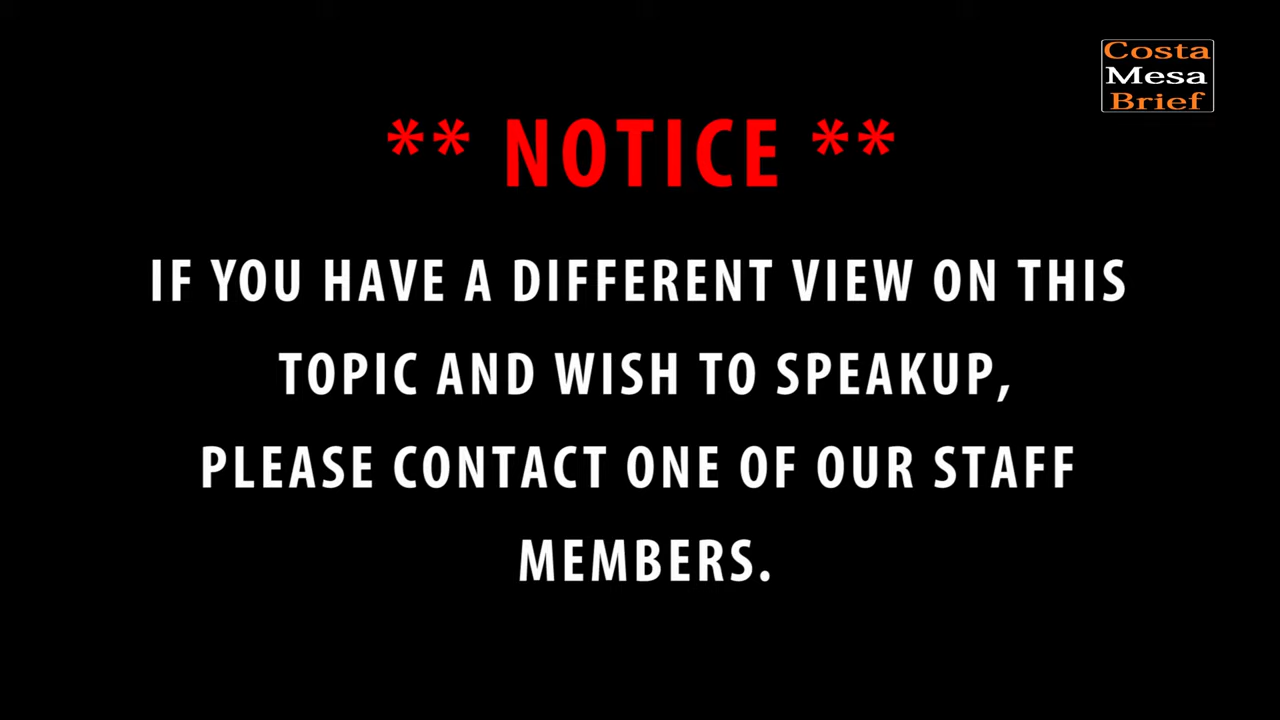 Costa
Mesa
Brief
** NOTICE **
IF YOU HAVE A DIFFERENT VIEW ON THIS
TOPIC AND WISH TO SPEAKUP,
PLEASE CONTACT ONE OF OUR STAFF
MEMBERS.